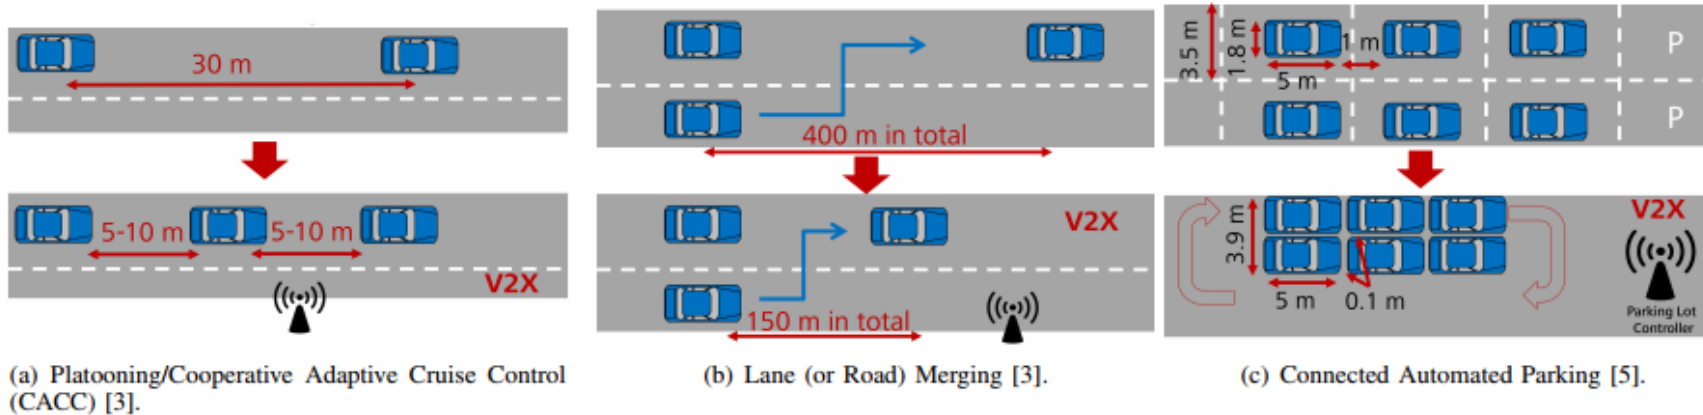 30 m
5-10 m
5-10 m
V2X
(a) Platooning/Cooperative Adaptive Cruise Control
(CACC) [3].
400 m in total
V2X
150 m in total
(b) Lane (or Road) Merging [3].
3.5 m
1.8 m
1 m
5 m
P
P
V2X
3.9 m
5 m
0.1 m
Parking Lot
Controller
(c) Connected Automated Parking [5].